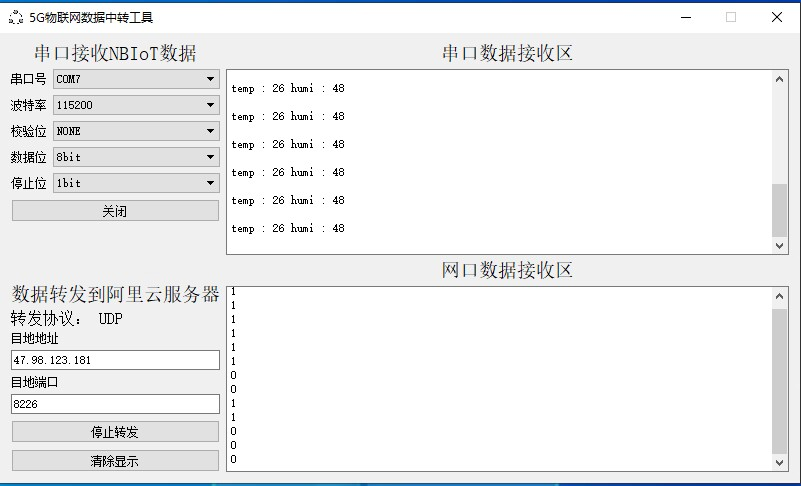 5G物联网数据中转工具
串口接收NBIoT数据
串口号 COM7
波特率 115200
校验位 NONE
数据位 8bit
停止位 1bit
关闭
串口数据接收区
temp : 26 humi : 48
temp : 26 humi : 48
temp : 26 humi : 48
temp : 26 humi : 48
temp : 26 humi : 48
temp : 26 humi : 48
数据转发到阿里云服务器
转发协议： UDP
目地地址
47.98.123.181
目地端口
8226
停止转发
清除显示
网口数据接收区
1
1
1
1
1
1
0
0
1
1
0
0
0